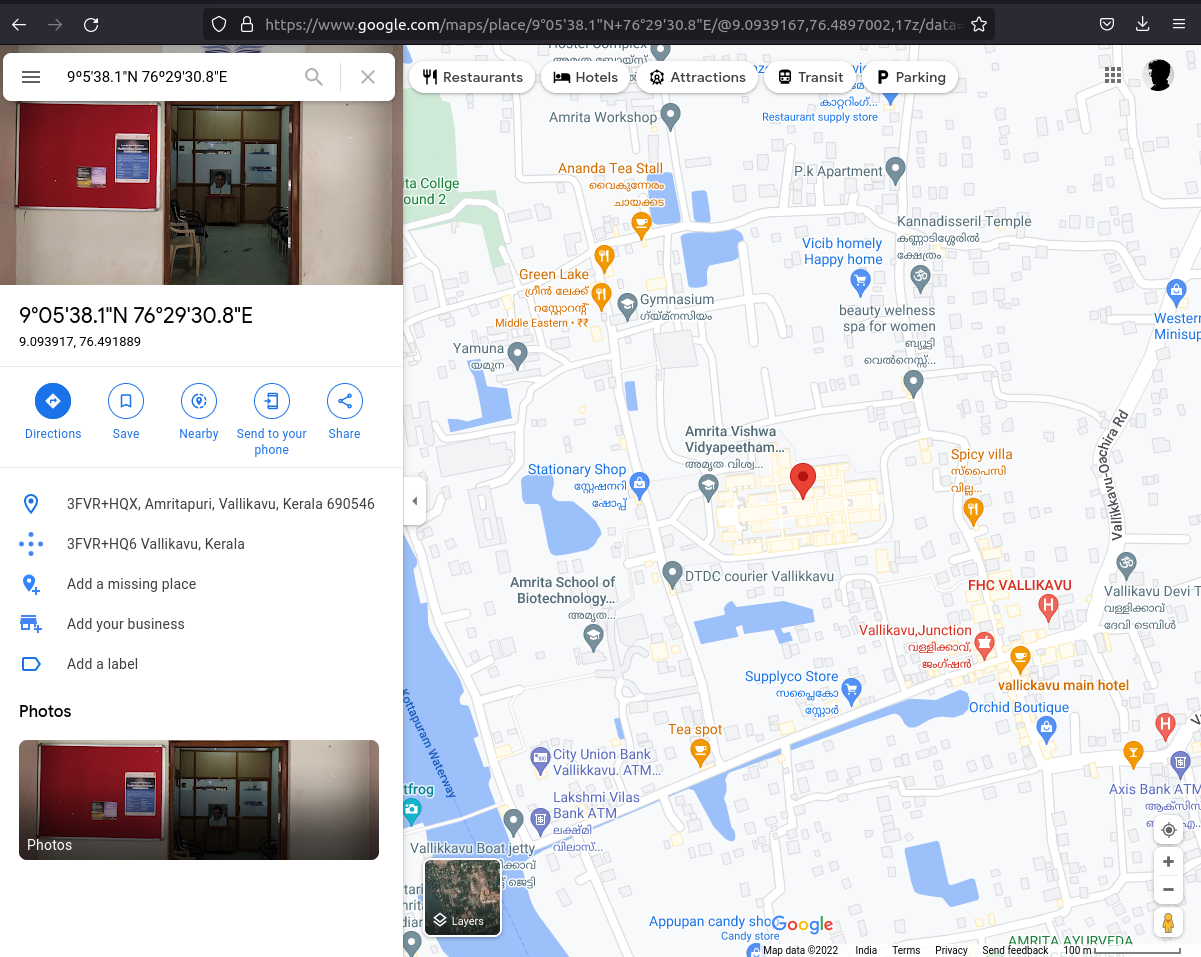 https://www.google.com/maps/place/9°05'38.1"N+76°29'30.8"E/@9.0939167,76.4897002,17z/data=
9º5'38.1"N 76º29'30.8"E
9°05'38.1"N 76°29'30.8"E
9.093917, 76.491889
Directions
Save
Nearby
Send to your
phone
Share
3FVR+HQX, Amritapuri, Vallikavu, Kerala 690546
3FVR+HQ6 Vallikavu, Kerala
Add a missing place
Add your business
Add a label
Photos
Photos
Restaurants
Hotels
Attractions
Transit
Parking
Hostel Complex
അമൃത ബോയ്സ്
കാറ്ററിംഗ്...
Restaurant supply store
Amrita Workshop
Ananda Tea Stall
വൈകുന്നേരം
ചായക്കട
P.k Apartment
ita Collge
ound 2
Kannadisseril Temple
കണ്ണാടിശ്ശേരിൽ
ക്ഷേത്രം
Vicib homely
Happy home
Green Lake
ഗ്രീൻ ലേക്ക്
റസ്റ്റോറന്റ്
Middle Eastern • ₹₹
Gymnasium
ഗ്യ്മ്നസിയം
beauty welness
spa for women
ബ്യൂട്ടി
വെൽനെസ്സ്...
Western
Minisup
Yamuna
യമുന
Amrita Vishwa
Vidyapeetham...
അമൃത വിശ്വ...
Vallikkavu-Oachira Rd
Spicy villa
സ്പൈസി
വില്ല...
Stationary Shop
സ്റ്റേഷനറി
ഷോപ്പ്
DTDC courier Vallikkavu
Amrita School of
Biotechnology...
അമൃത...
FHC VALLIKAVU
Vallikavu Devi T
വള്ളിക്കാവ്
ദേവി ടെമ്പിൾ
Vallikavu,Junction
വള്ളിക്കാവ്,
ജംഗ്ഷൻ
vallickavu main hotel
Supplyco Store
സപ്ലൈകോ
സ്റ്റോർ
Orchid Boutique
Kottapuram Waterway
Tea spot
City Union Bank
Vallikkavu. ATM...
tfrog
Lakshmi Vilas
Bank ATM
ലക്ഷ്മി
വിലാസ്...
Axis Bank ATM
ആക്സിസ്
Vallikkavu Boat jetty
ക്കാവ്
ജെട്ടി
Layers
Appupan candy shop
Candy store
Google
AMRITA AYURVEDA
Map data ©2022
India
Terms
Privacy
Send feedback
100 m